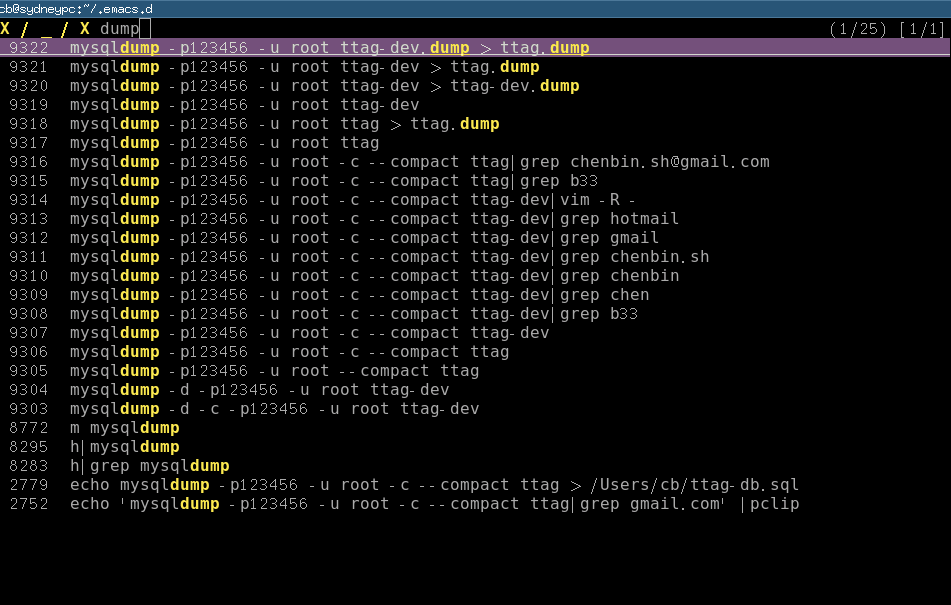 cb@sydneypc:~/.emacs.d
X / _ / X dump (1/25) [1/1]
9322 mysqldump -p123456 -u root ttag-dev.dump > ttag.dump
9321 mysqldump -p123456 -u root ttag-dev > ttag.dump
9320 mysqldump -p123456 -u root ttag-dev > ttag-dev.dump
9319 mysqldump -p123456 -u root ttag-dev
9318 mysqldump -p123456 -u root ttag > ttag.dump
9317 mysqldump -p123456 -u root ttag
9316 mysqldump -p123456 -u root -c --compact ttag|grep chenbin.sh@gmail.com
9315 mysqldump -p123456 -u root -c --compact ttag|grep b33
9314 mysqldump -p123456 -u root -c --compact ttag-dev|vim -R -
9313 mysqldump -p123456 -u root -c --compact ttag-dev|grep hotmail
9312 mysqldump -p123456 -u root -c --compact ttag-dev|grep gmail
9311 mysqldump -p123456 -u root -c --compact ttag-dev|grep chenbin.sh
9310 mysqldump -p123456 -u root -c --compact ttag-dev|grep chenbin
9309 mysqldump -p123456 -u root -c --compact ttag-dev|grep chen
9308 mysqldump -p123456 -u root -c --compact ttag-dev|grep b33
9307 mysqldump -p123456 -u root -c --compact ttag-dev
9306 mysqldump -p123456 -u root -c --compact ttag
9305 mysqldump -p123456 -u root --compact ttag
9304 mysqldump -d -p123456 -u root ttag-dev
9303 mysqldump -d -c -p123456 -u root ttag-dev
8772 m mysqldump
8295 h|mysqldump
8283 h|grep mysqldump
2779 echo mysqldump -p123456 -u root -c --compact ttag > /Users/cb/ttag-db.sql
2752 echo 'mysqldump -p123456 -u root -c --compact ttag|grep gmail.com' |pclip